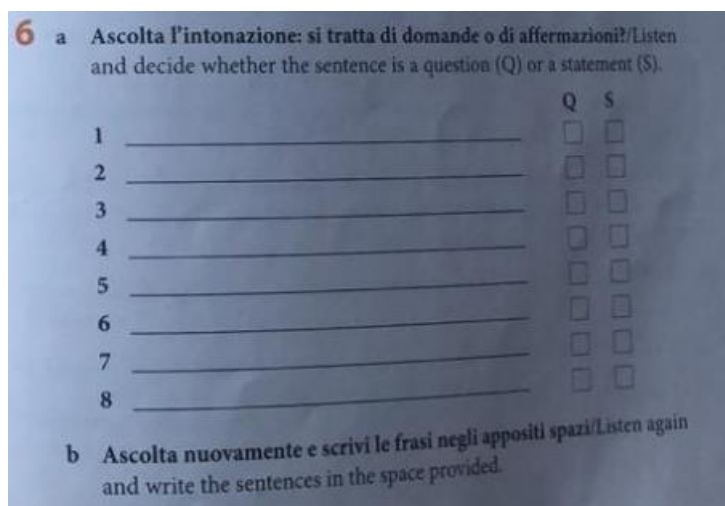 6 a Ascolta l'intonazione: si tratta di domande o di affermazioni?/Listen
and decide whether the sentence is a question (Q) or a statement (S).
Q S
1
2
3
4
5
6
7
8
b Ascolta nuovamente e scrivi le frasi negli appositi spazi/Listen again
and write the sentences in the space provided.